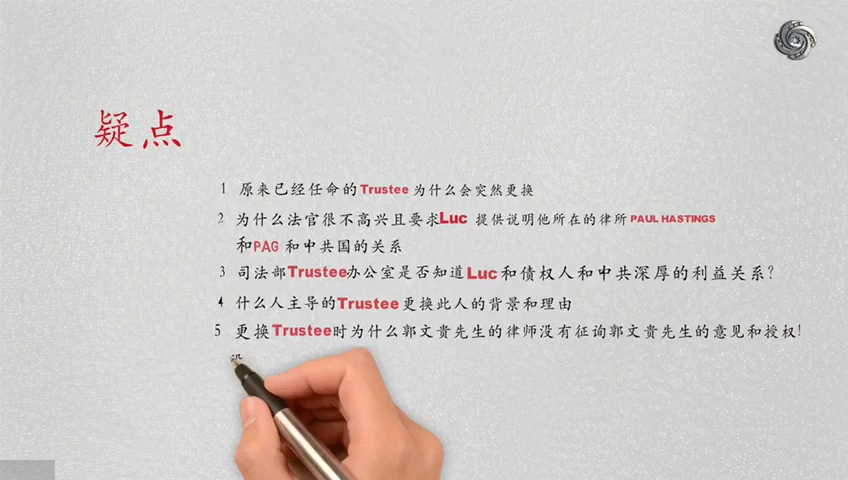 疑点
1 原来已经任命的Trustee 为什么会突然更换
2 为什么法官很不高兴且要求Luc 提供说明他所在的律所 PAUL HASTINGS
和PAG 和中共国的关系
3 司法部Trustee办公室是否知道Luc和债权人和中共深厚的利益关系?
4 什么人主导的Trustee更换此人的背景和理由
5 更换Trustee时为什么郭文贵先生的律师没有征询郭文贵先生的意见和授权!